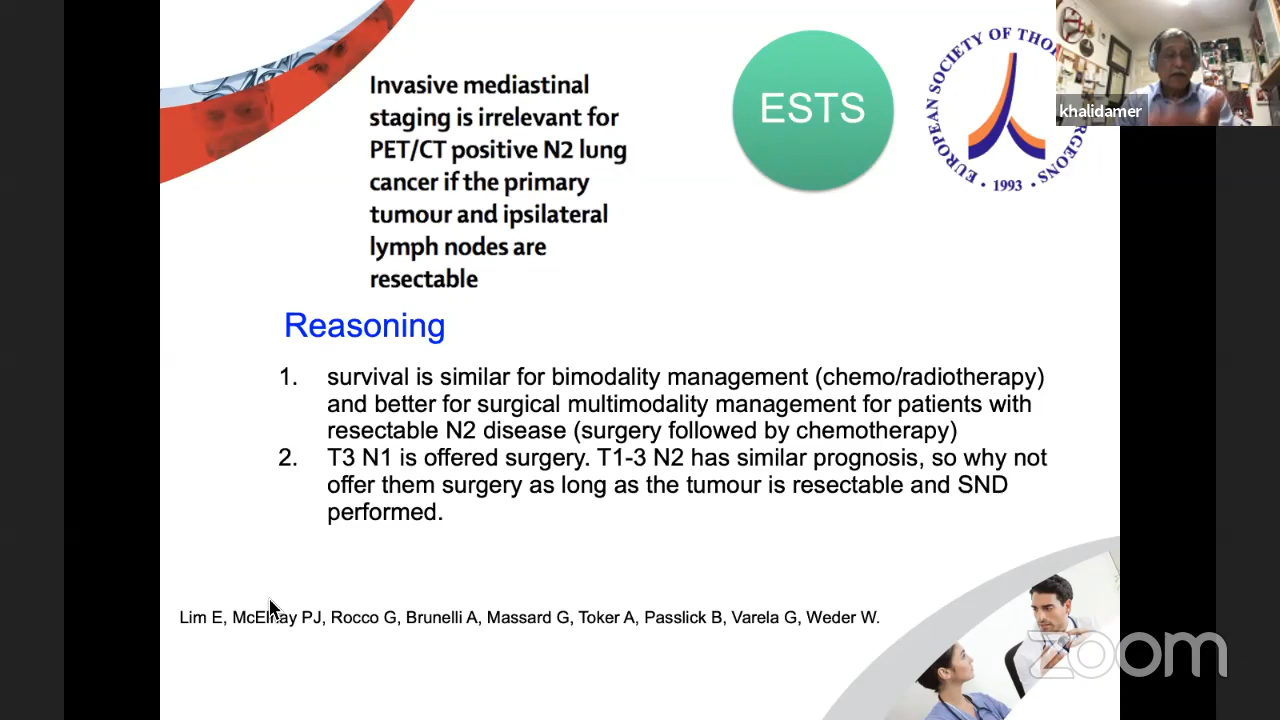 Invasive mediastinal
staging is irrelevant for
PET/CT positive N2 lung
cancer if the primary
tumour and ipsilateral
lymph nodes are
resectable
ESTS
EUROPEAN SOCIETY OF THO
RGEONS
· 1993 ·
khalidamer
Reasoning
1. survival is similar for bimodality management (chemo/radiotherapy)
and better for surgical multimodality management for patients with
resectable N2 disease (surgery followed by chemotherapy)
2. T3 N1 is offered surgery. T1-3 N2 has similar prognosis, so why not
offer them surgery as long as the tumour is resectable and SND
performed.
Lim E, McElnay PJ, Rocco G, Brunelli A, Massard G, Toker A, Passlick B, Varela G, Weder W.
zoom